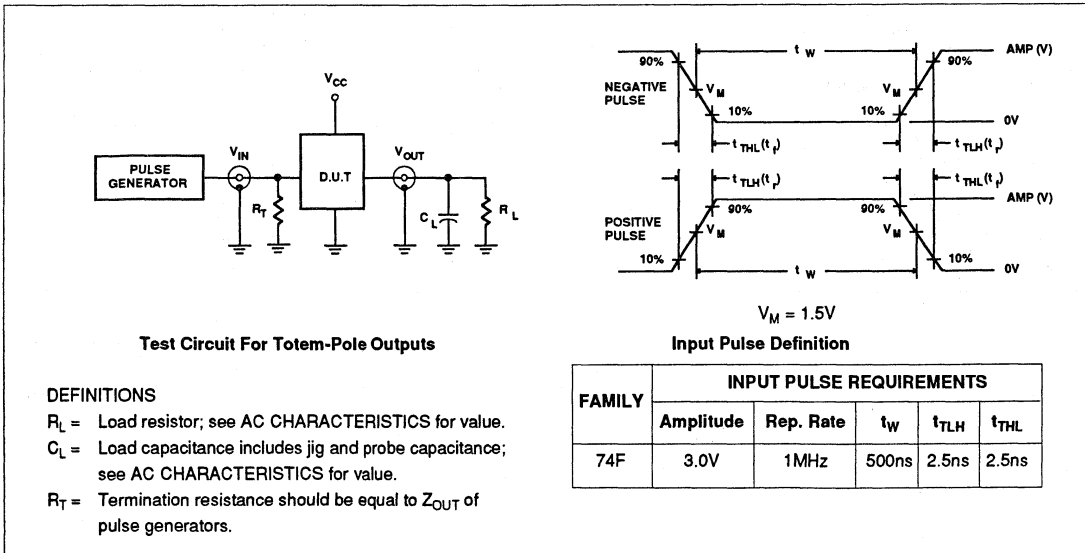 V_CC
V_IN
V_OUT
PULSE
GENERATOR
D.U.T
R_T
C_L
R_L
Test Circuit For Totem-Pole Outputs
DEFINITIONS
R_L = Load resistor; see AC CHARACTERISTICS for value.
C_L = Load capacitance includes jig and probe capacitance;
see AC CHARACTERISTICS for value.
R_T = Termination resistance should be equal to Z_OUT of
pulse generators.
t_W
AMP (V)
90%
90%
NEGATIVE
PULSE
V_M
V_M
10%
10%
0V
t_THL(t_f)
t_TLH(t_r)
t_TLH(t_r)
t_THL(t_f)
AMP (V)
90%
90%
POSITIVE
PULSE
V_M
V_M
10%
10%
t_W
0V
V_M = 1.5V
Input Pulse Definition
FAMILY
INPUT PULSE REQUIREMENTS
Amplitude Rep. Rate t_W t_TLH t_THL
74F 3.0V 1MHz 500ns 2.5ns 2.5ns